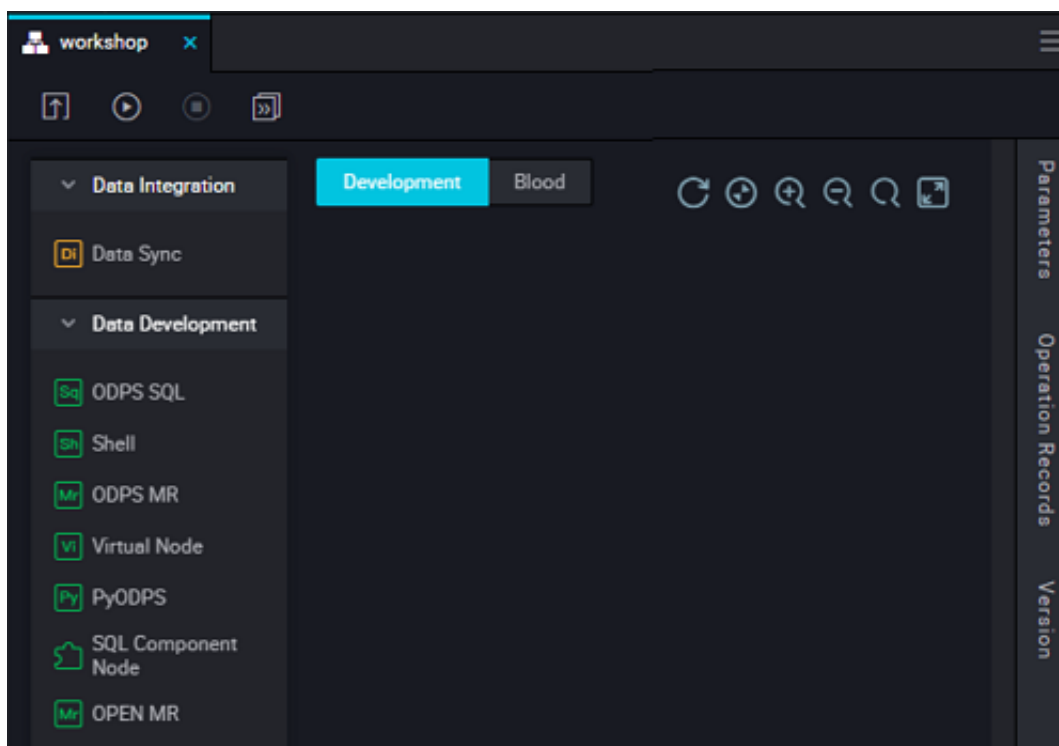 workshop
Data Integration
Di Data Sync
Data Development
Sq ODPS SQL
Sh Shell
Mr ODPS MR
Vi Virtual Node
Py PyODPS
SQL Component
Node
Mr OPEN MR
Development Blood
Parameters
Operation Records
Version